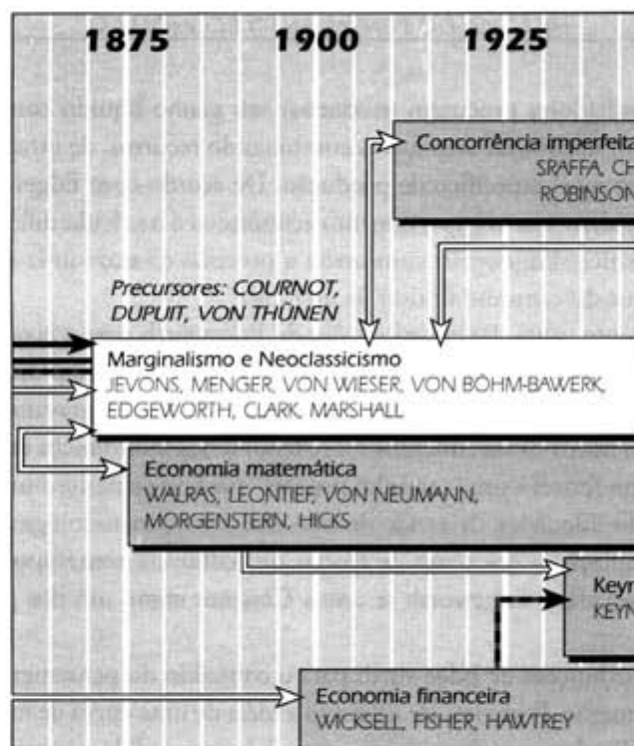 1875 1900 1925
Concorrência imperfeita
SRAFFA, CH
ROBINSON
Precursores: COURNOT,
DUPUIT, VON THÜNEN
Marginalismo e Neoclassicismo
JEVONS, MENGER, VON WIESER, VON BÖHM-BAWERK,
EDGEWORTH, CLARK, MARSHALL
Economia matemática
WALRAS, LEONTIEF, VON NEUMANN,
MORGENSTERN, HICKS
Keyn
KEYN
Economia financeira
WICKSELL, FISHER, HAWTREY